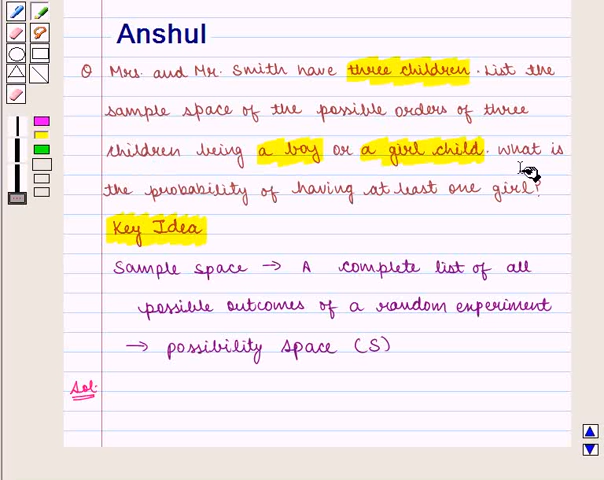 Anshul
Q Mrs. and Mr. Smith have three children. List the
sample space of the possible orders of three
children being a boy or a girl child. What is
the probability of having at least one girl?
Key Idea
Sample space → A complete list of all
possible outcomes of a random experiment
→ possibility space (S)
Sol.